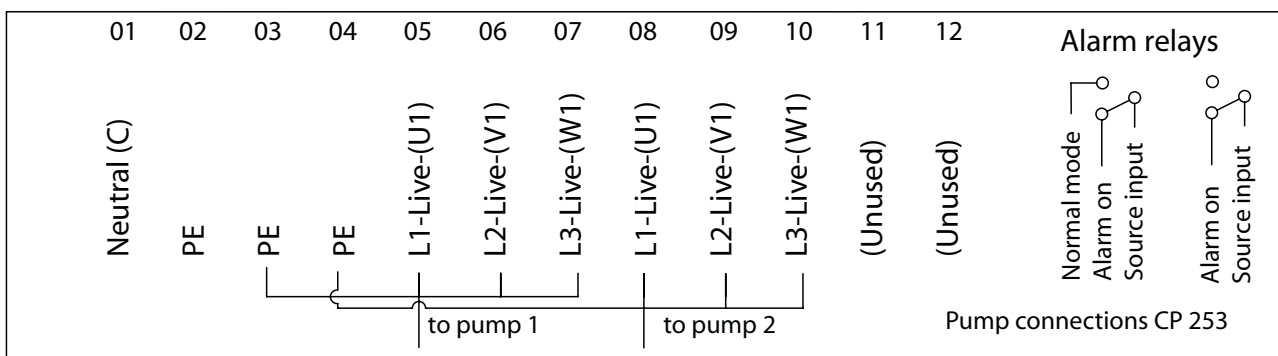 01 02 03 04 05 06 07 08 09 10 11 12
Alarm relays
Neutral (C)
PE
PE
PE
L1-Live-(U1)
L2-Live-(V1)
L3-Live-(W1)
L1-Live-(U1)
L2-Live-(V1)
L3-Live-(W1)
(Unused)
(Unused)
Normal mode
Alarm on
Source input
Alarm on
Source input
to pump 1
to pump 2
Pump connections CP 253